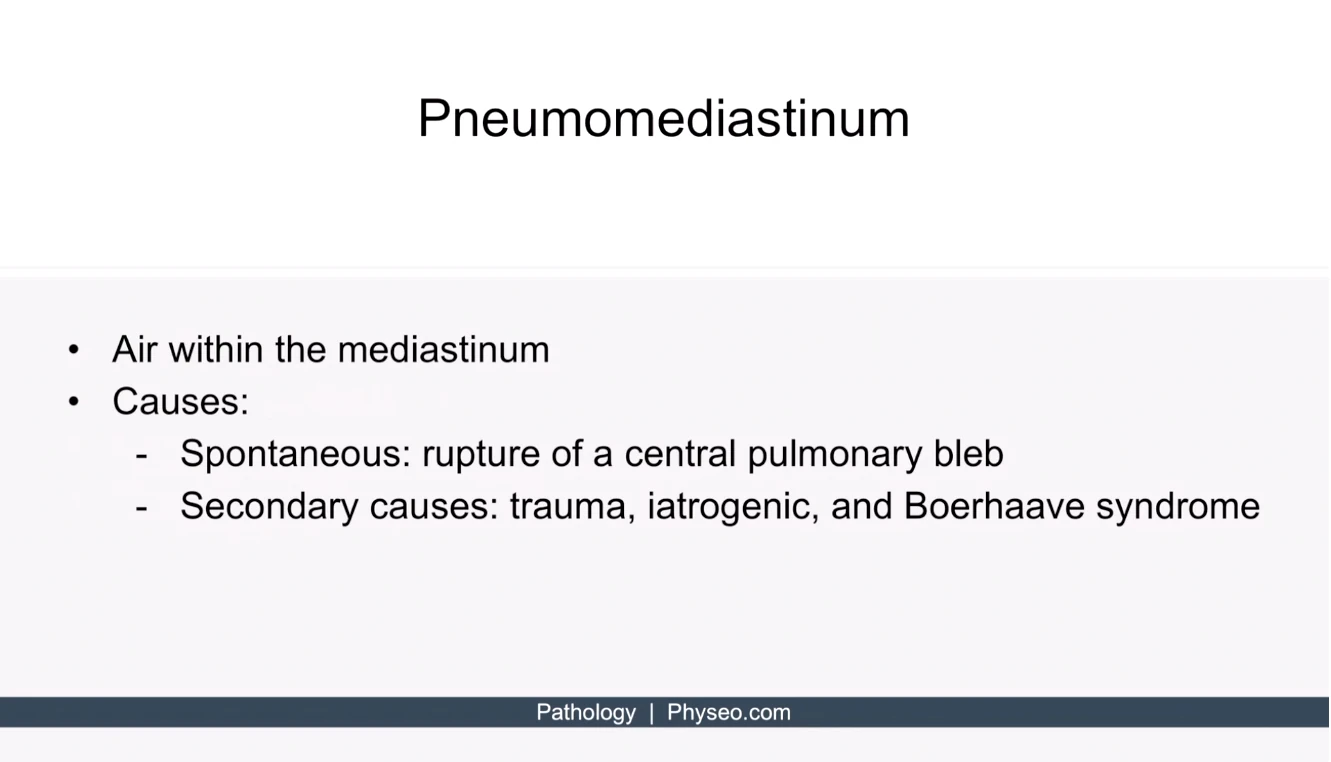 Pneumomediastinum
• Air within the mediastinum
• Causes:
- Spontaneous: rupture of a central pulmonary bleb
- Secondary causes: trauma, iatrogenic, and Boerhaave syndrome
Pathology | Physeo.com